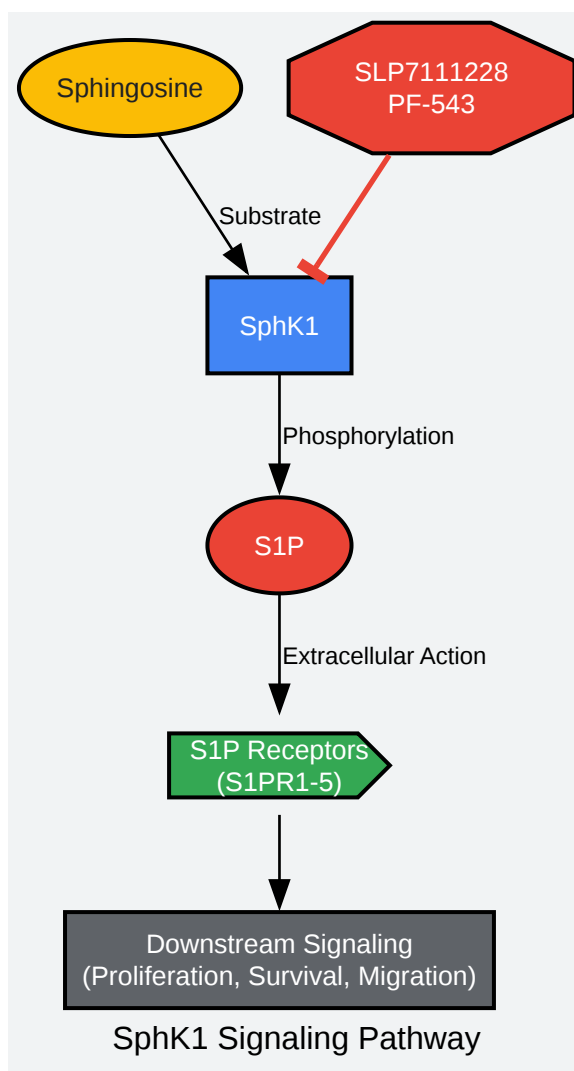 Sphingosine
SLP7111228
PF-543
Substrate
SphK1
Phosphorylation
S1P
Extracellular Action
S1P Receptors
(S1PR1-5)
Downstream Signaling
(Proliferation, Survival, Migration)
SphK1 Signaling Pathway